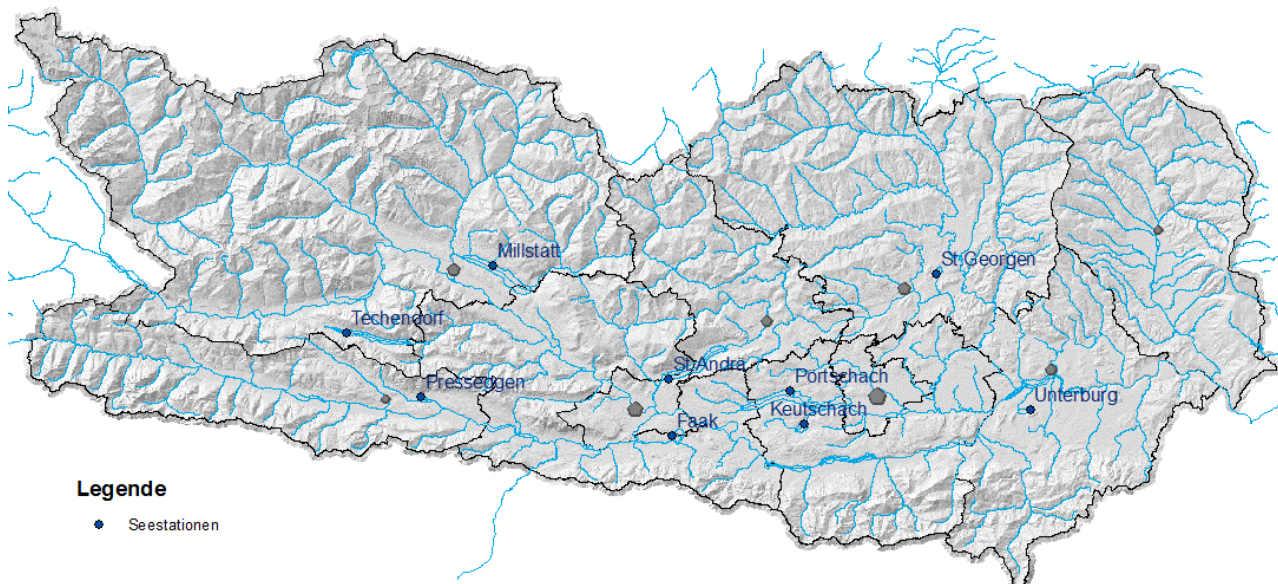 Millstatt
St.Georgen
Techendorf
St.Andrä
Presseggen
Pörtschach
Unterburg
Keutschach
Faak
Legende
Seestationen